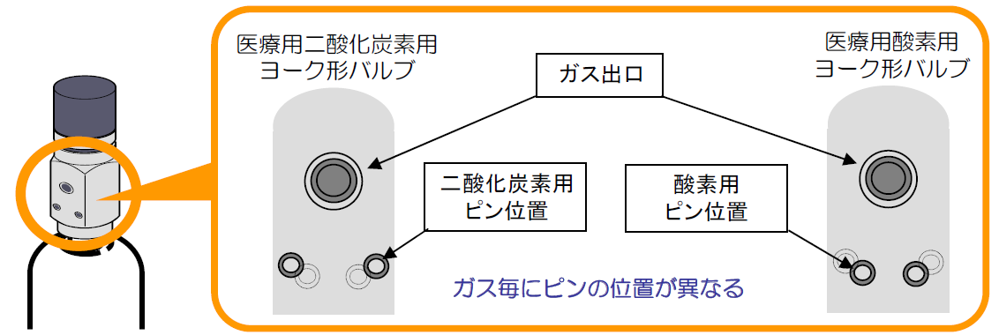 医療用二酸化炭素用
ヨーク形バルブ
医療用酸素用
ヨーク形バルブ
ガス出口
二酸化炭素用
ピン位置
酸素用
ピン位置
ガス毎にピンの位置が異なる